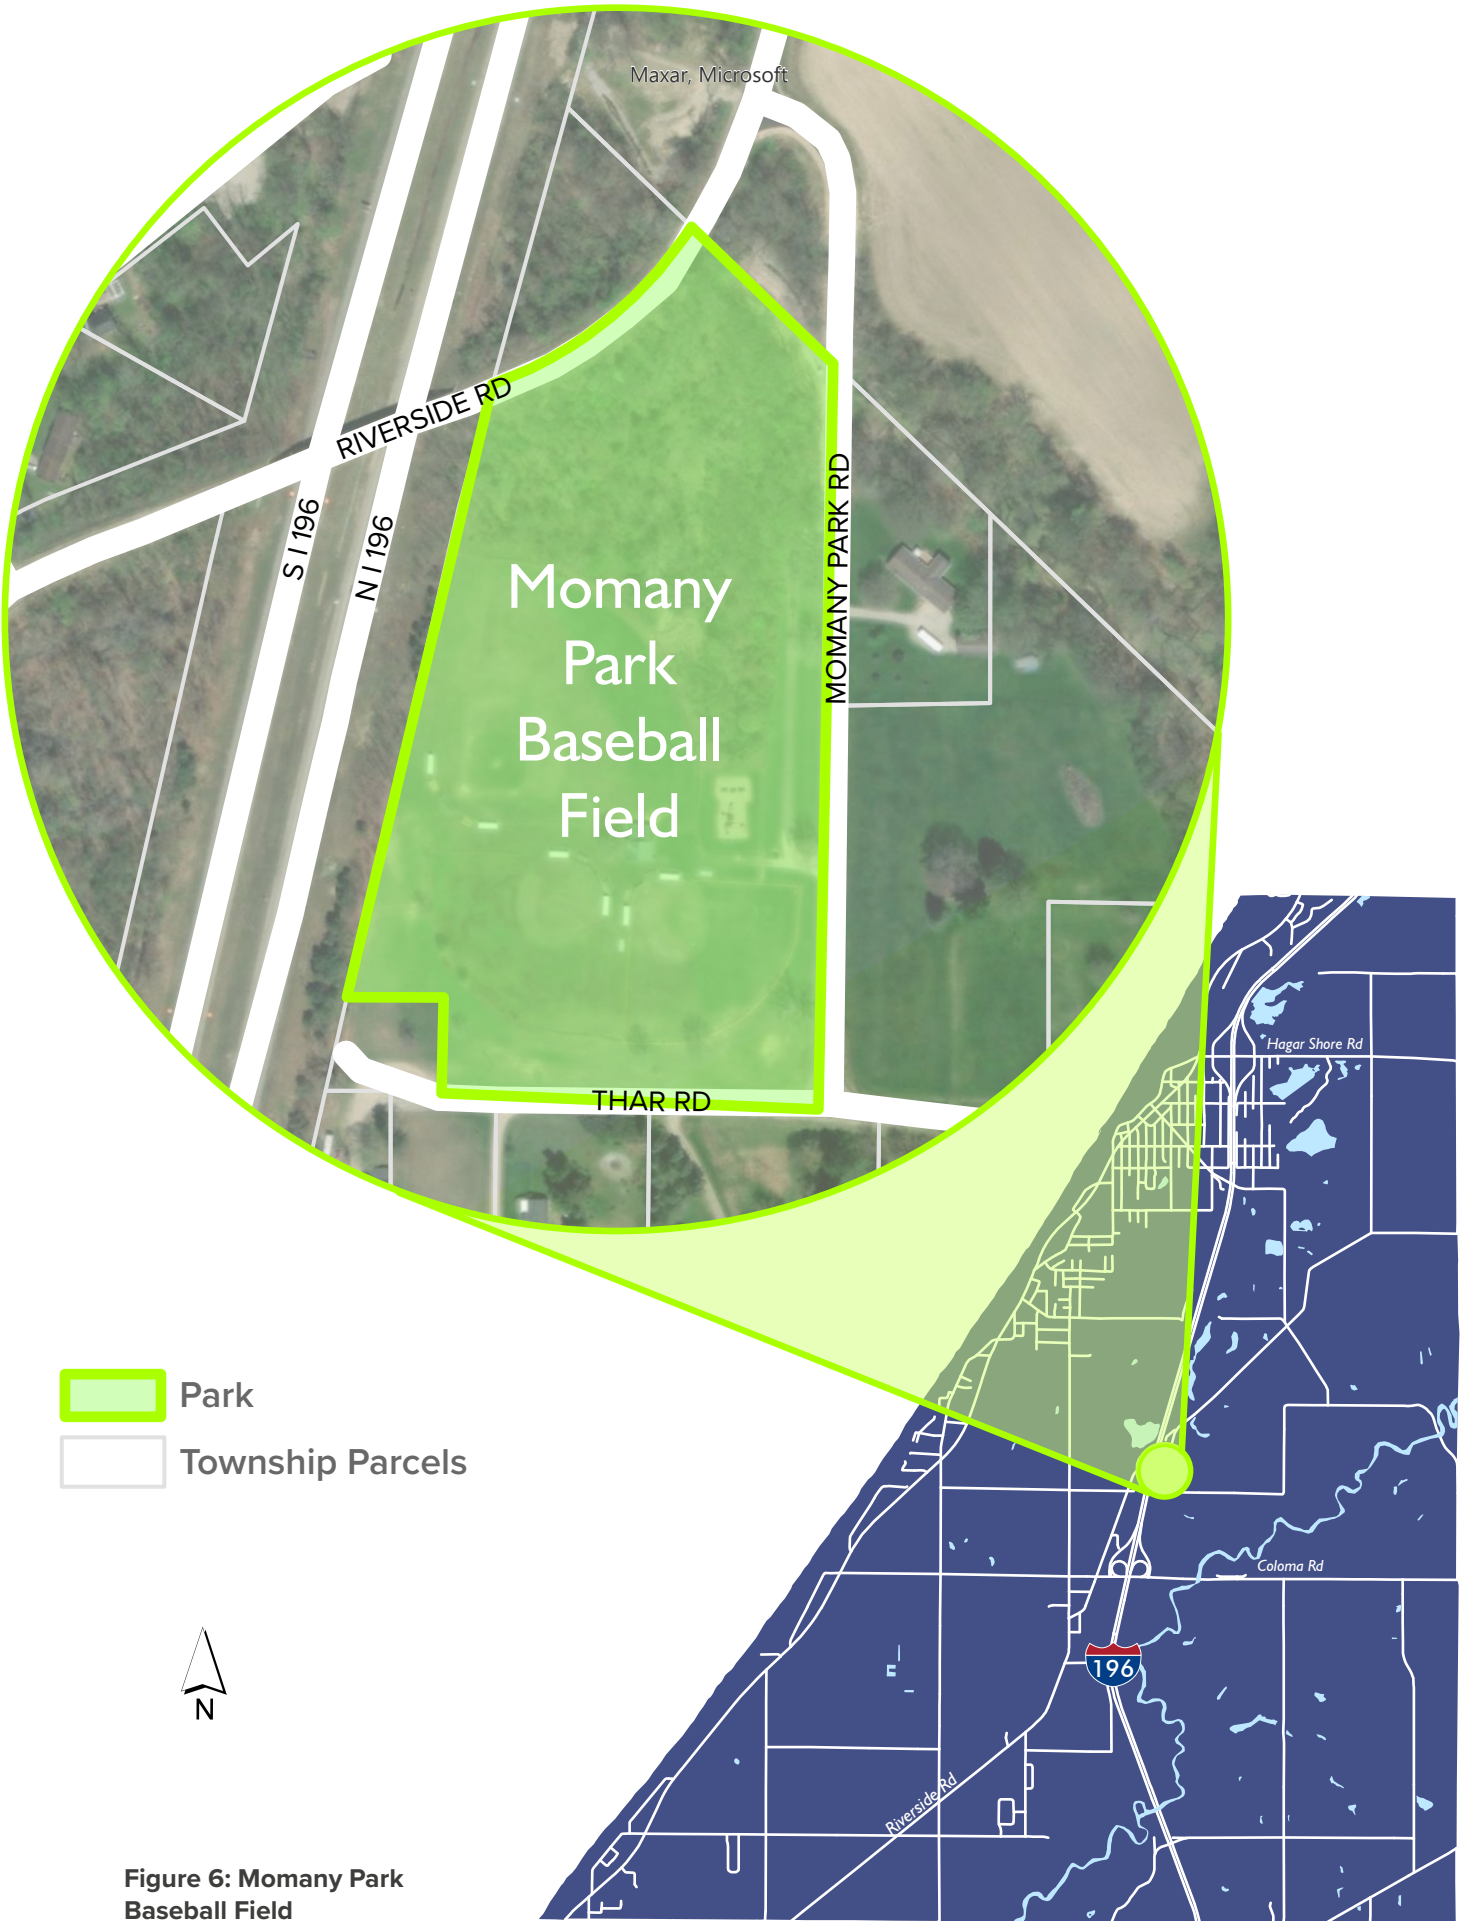 Maxar, Microsoft
RIVERSIDE RD
S I 196
N I 196
MOMANY PARK RD
Momany
Park
Baseball
Field
THAR RD
Hagar Shore Rd
Park
Township Parcels
Coloma Rd
196
N
Riverside Rd
Figure 6: Momany Park
Baseball Field